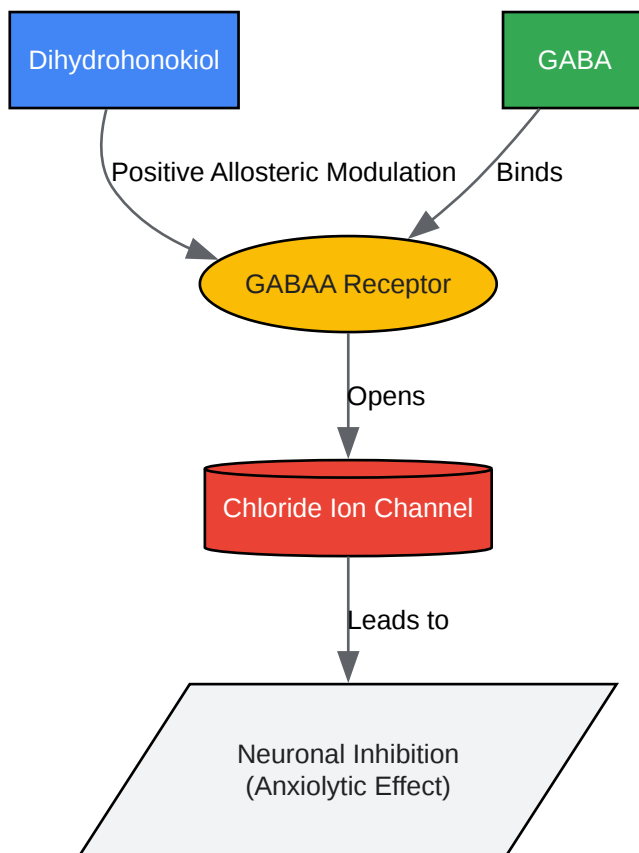 Dihydrohonokiol
GABA
Positive Allosteric Modulation
Binds
GABAA Receptor
Opens
Chloride Ion Channel
Leads to
Neuronal Inhibition
(Anxiolytic Effect)